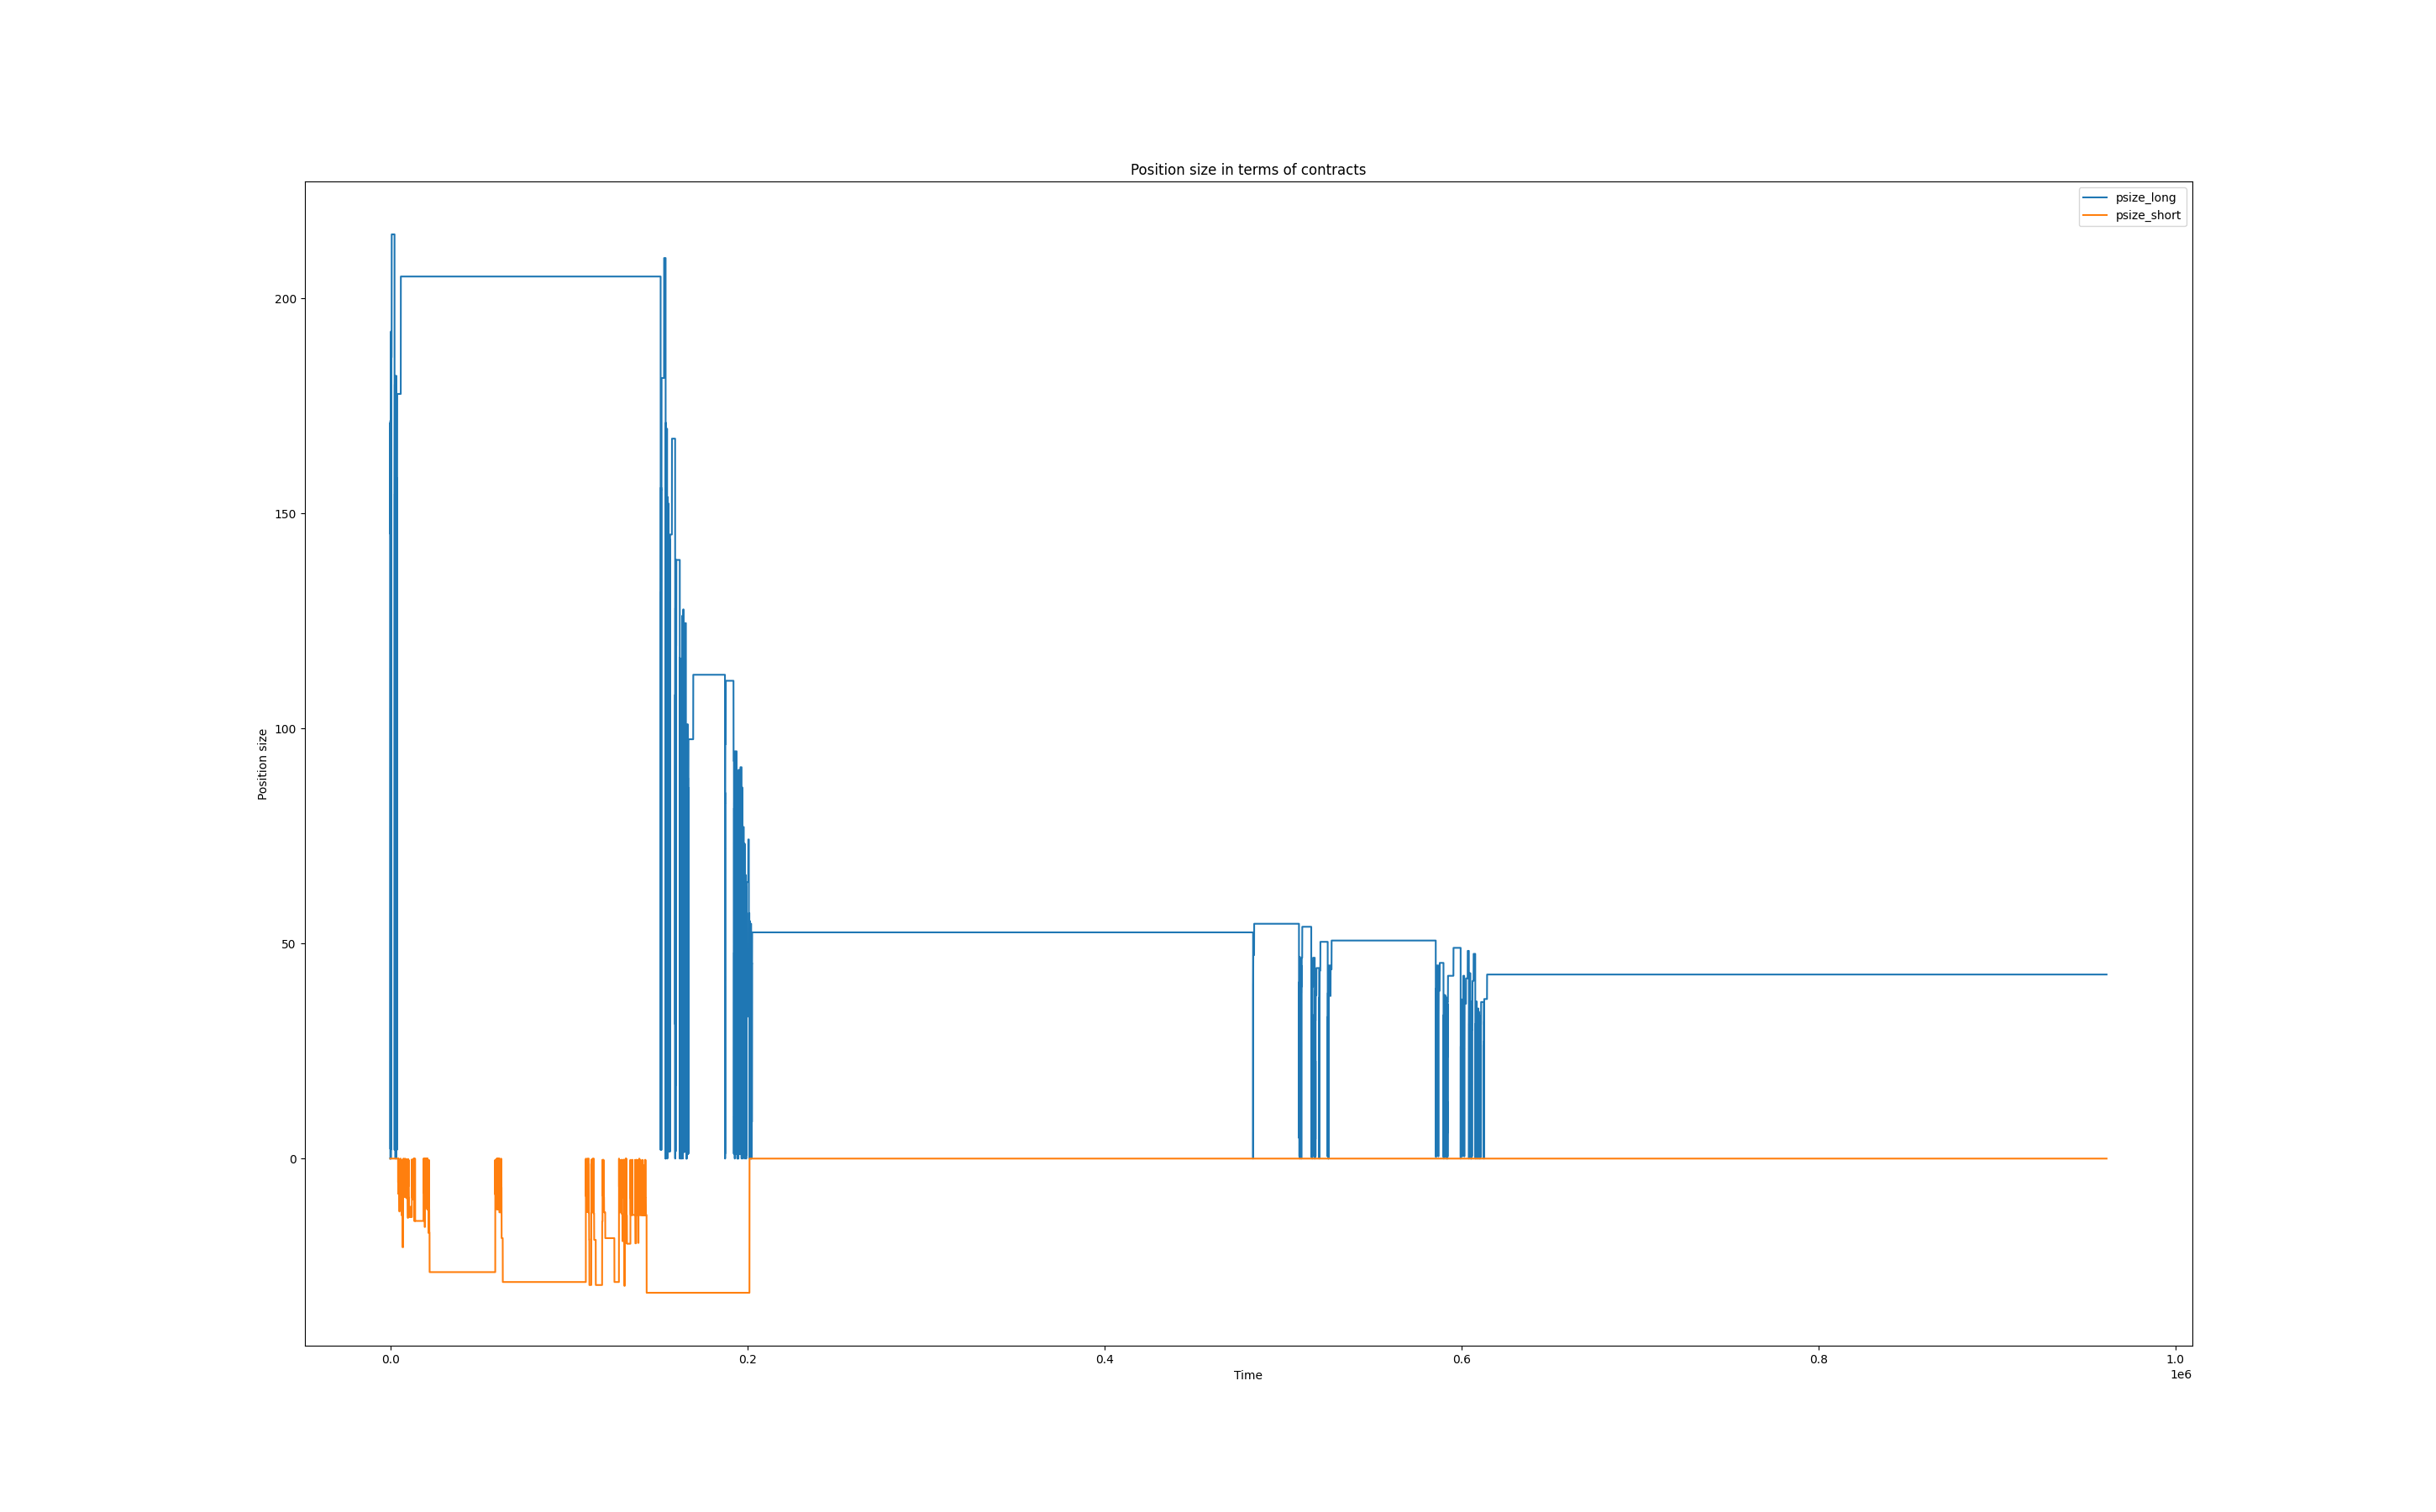 Position size in terms of contracts
psize_long
psize_short
200
150
100
50
0
Position size
0.0
0.2
0.4
0.6
0.8
1.0
Time
1e6